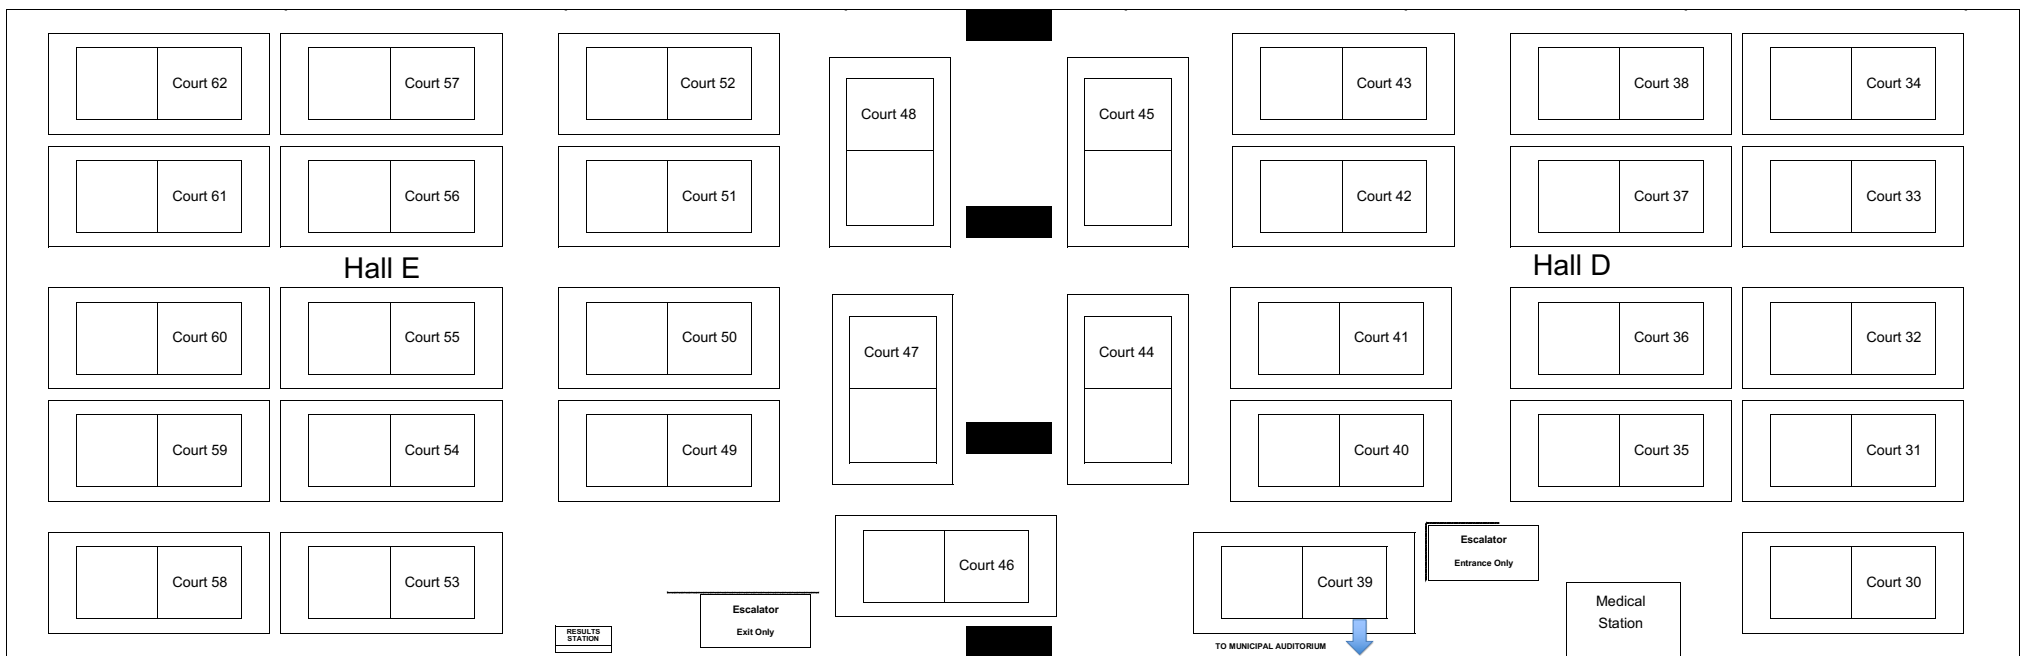 Court 62
Court 57
Court 52
Court 48
Court 45
Court 43
Court 38
Court 34
Court 61
Court 56
Court 51
Court 42
Court 37
Court 33
Hall E
Hall D
Court 60
Court 55
Court 50
Court 47
Court 44
Court 41
Court 36
Court 32
Court 59
Court 54
Court 49
Court 40
Court 35
Court 31
Court 58
Court 53
Court 46
Court 39
Escalator
Entrance Only
Court 30
Medical
Station
Escalator
Exit Only
RESULTS
STATION
TO MUNICIPAL AUDITORIUM